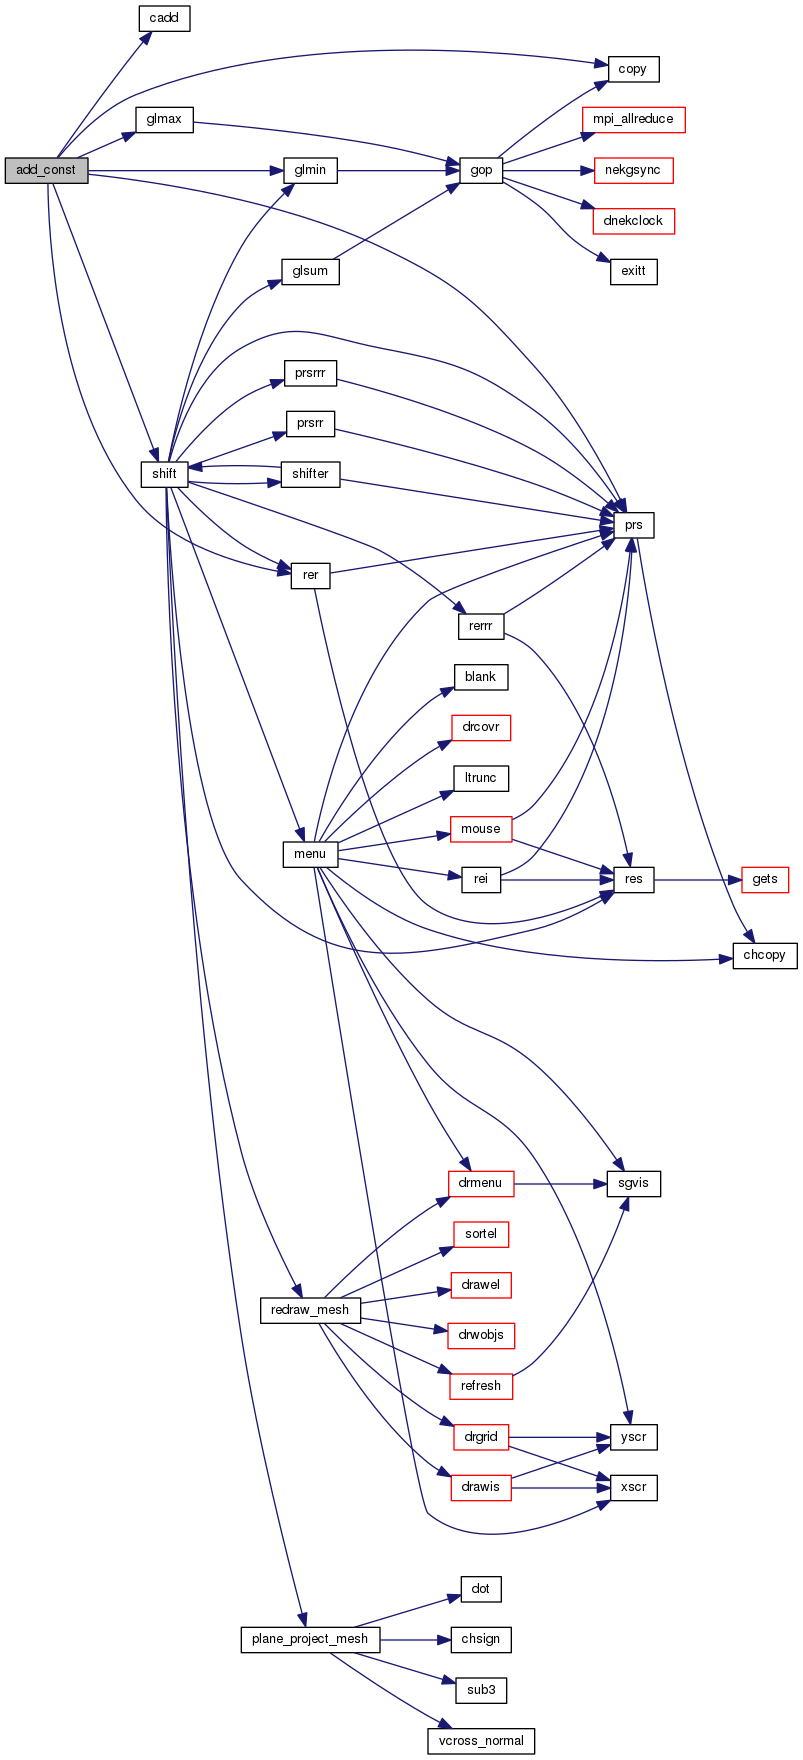 cadd
copy
glmax
mpi_allreduce
add_const
glmin
gop
nekgsync
dnekclock
glsum
exitt
prsrrr
prsrr
shift
shifter
prs
rer
rerrr
blank
drcovr
ltrunc
mouse
menu
rei
res
gets
chcopy
drmenu
sgvis
sortel
drawel
redraw_mesh
drwobjs
refresh
drgrid
yscr
drawis
xscr
dot
plane_project_mesh
chsign
sub3
vcross_normal